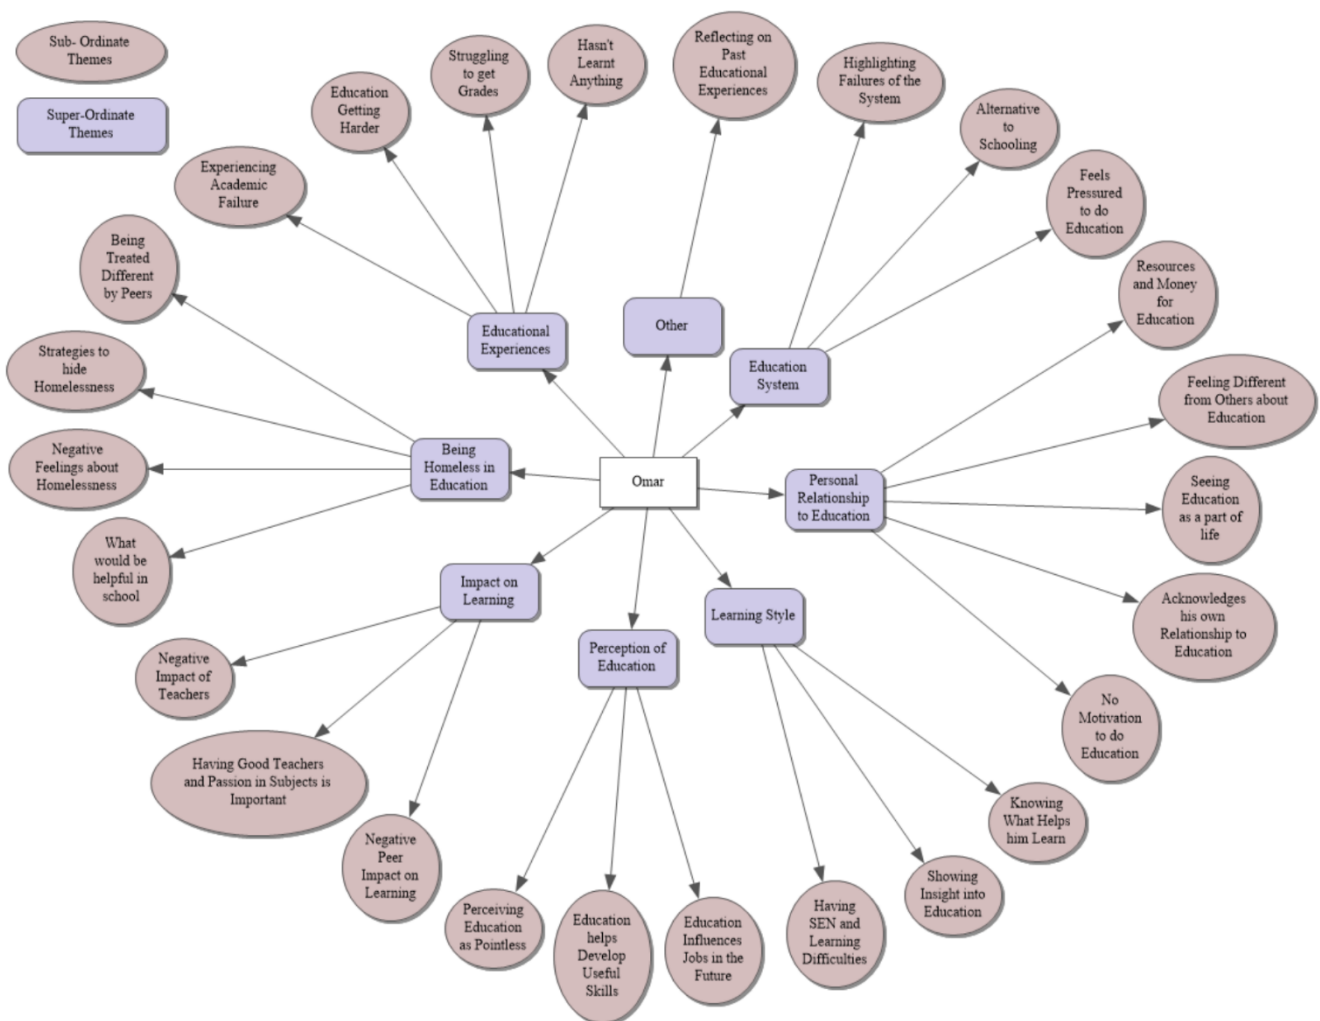 Sub- Ordinate
Themes
Super-Ordinate
Themes
Experiencing
Academic
Failure
Education
Getting
Harder
Struggling
to get
Grades
Hasn't
Learnt
Anything
Reflecting on
Past
Educational
Experiences
Highlighting
Failures of the
System
Alternative
to
Schooling
Feels
Pressured
to do
Education
Resources
and Money
for
Education
Feeling Different
from Others about
Education
Seeing
Education
as a part of
life
Acknowledges
his own
Relationship to
Education
No
Motivation
to do
Education
Being
Treated
Different
by Peers
Strategies to
hide
Homelessness
Negative
Feelings about
Homelessness
What
would be
helpful in
school
Educational
Experiences
Other
Education
System
Being
Homeless in
Education
Omar
Personal
Relationship
to Education
Impact on
Learning
Perception of
Education
Learning Style
Negative
Impact of
Teachers
Having Good Teachers
and Passion in Subjects is
Important
Negative
Peer
Impact on
Learning
Perceiving
Education
as Pointless
Education
helps
Develop
Useful
Skills
Education
Influences
Jobs in the
Future
Having
SEN and
Learning
Difficulties
Showing
Insight into
Education
Knowing
What Helps
him Learn